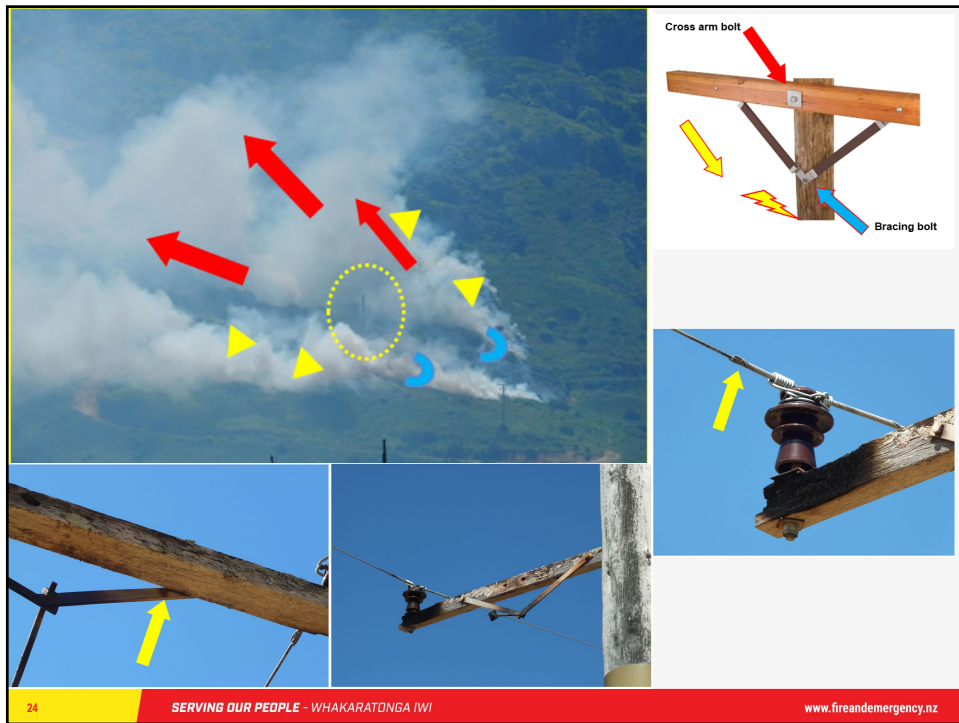 Cross arm bolt
Bracing bolt
24
SERVING OUR PEOPLE - WHAKARATONGA IWI
www.fireandemergency.nz